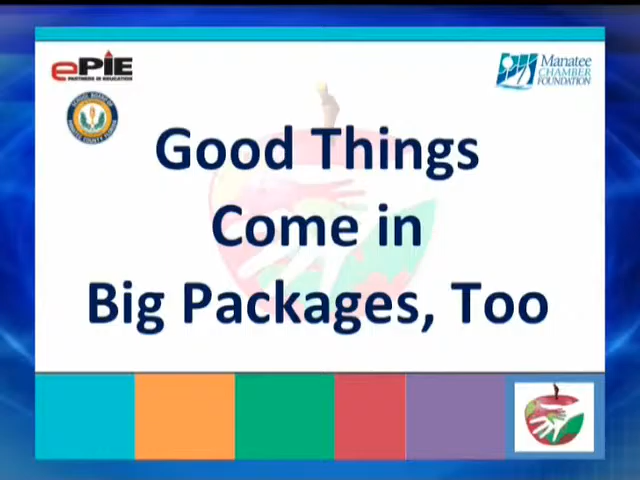 ePIE
PARTNERS IN EDUCATION
Manatee
CHAMBER
FOUNDATION
Good Things
Come in
Big Packages, Too